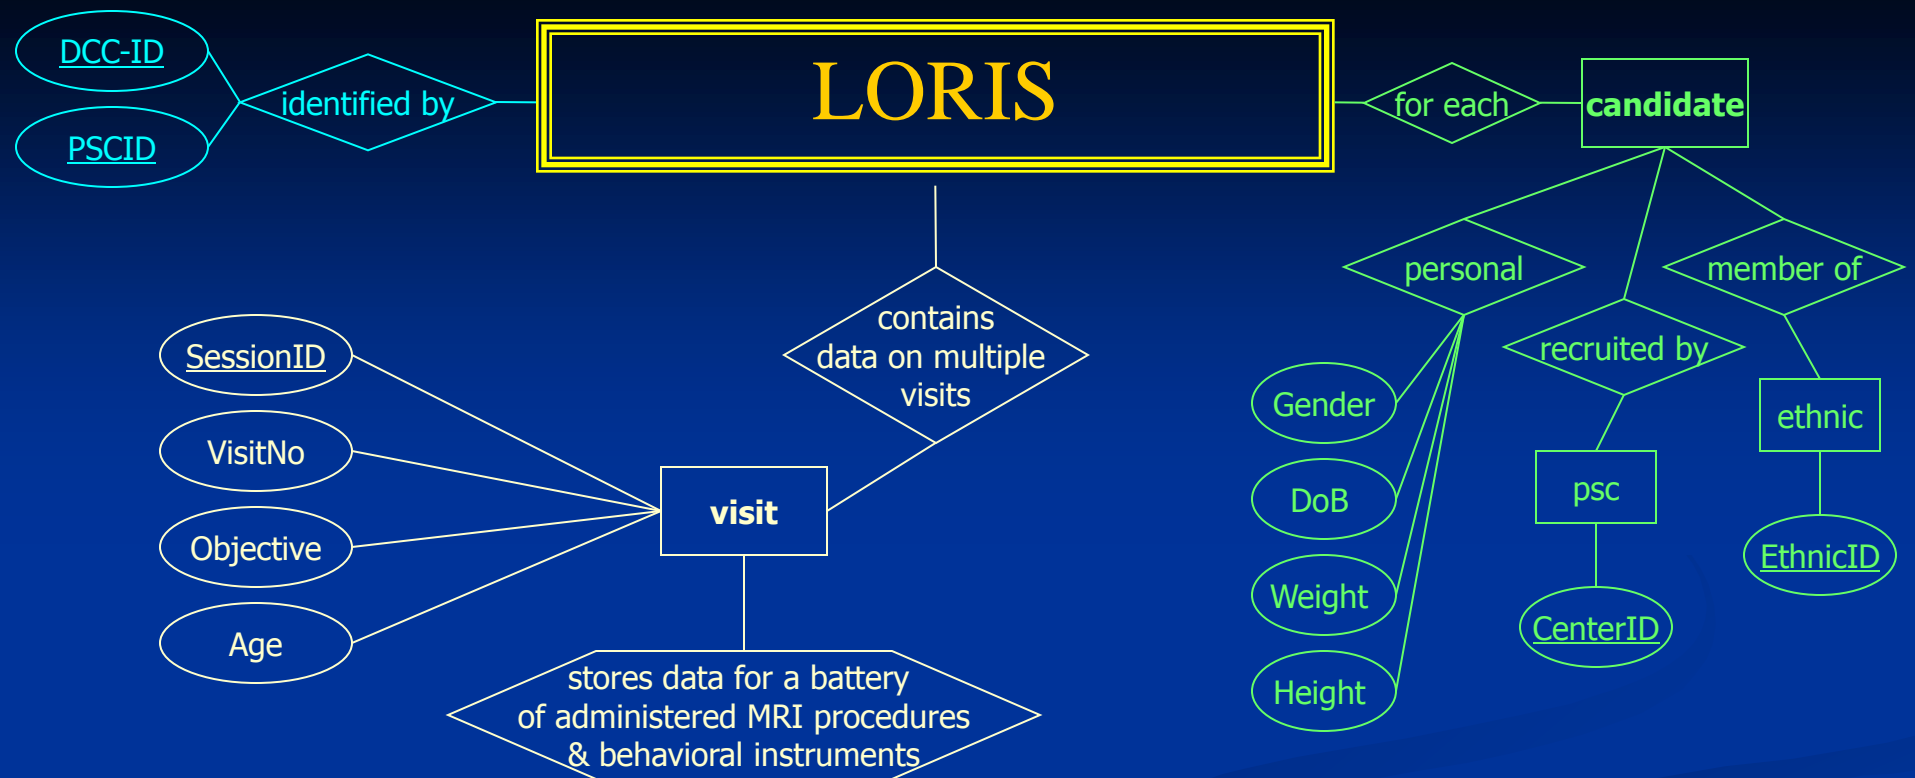 DCC-ID
PSCID
identified by
LORIS
for each
candidate
personal
member of
recruited by
contains
data on multiple
visits
SessionID
VisitNo
Objective
Age
visit
stores data for a battery
of administered MRI procedures
& behavioral instruments
Gender
DoB
Weight
Height
psc
CenterID
ethnic
EthnicID